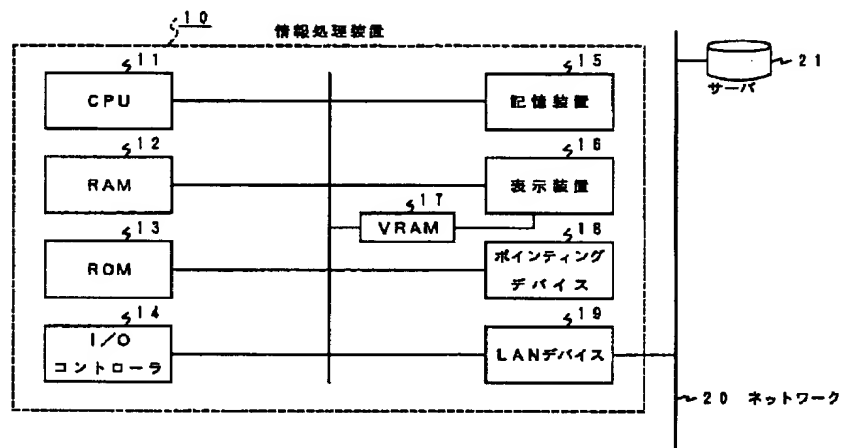 10
情報処理装置
11
CPU
12
RAM
13
ROM
14
I/O
コントローラ
15
記憶装置
16
表示装置
17
VRAM
18
ポインティング
デバイス
19
LANデバイス
21
サーバ
20 ネットワーク